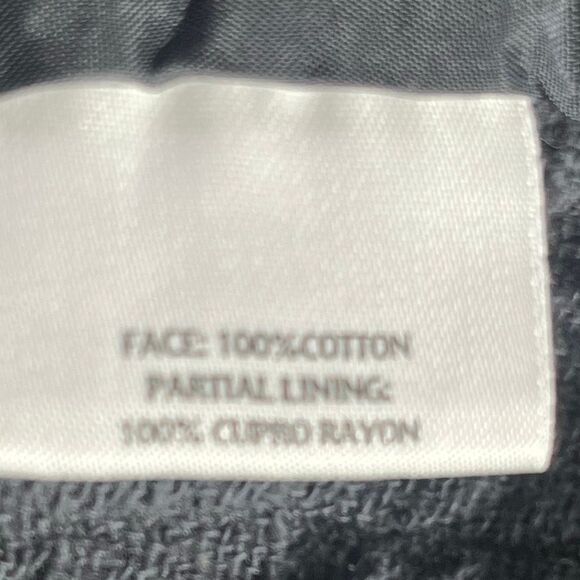 FACE: 100%COTTON
PARTIAL LINING:
100% CUPRO RAYON